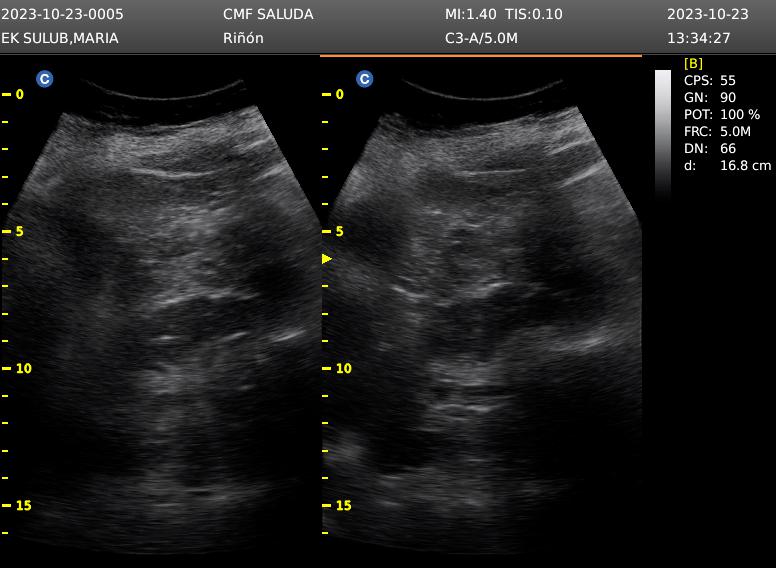 2023-10-23-0005 CMF SALUDA MI:1.40 TIS:0.10 2023-10-23
EK SULUB,MARIA Riñón C3-A/5.0M 13:34:27
[B]
CPS: 55
GN: 90
POT: 100 %
FRC: 5.0M
DN: 66
d: 16.8 cm
C C
0 0
5 5
10 10
15 15